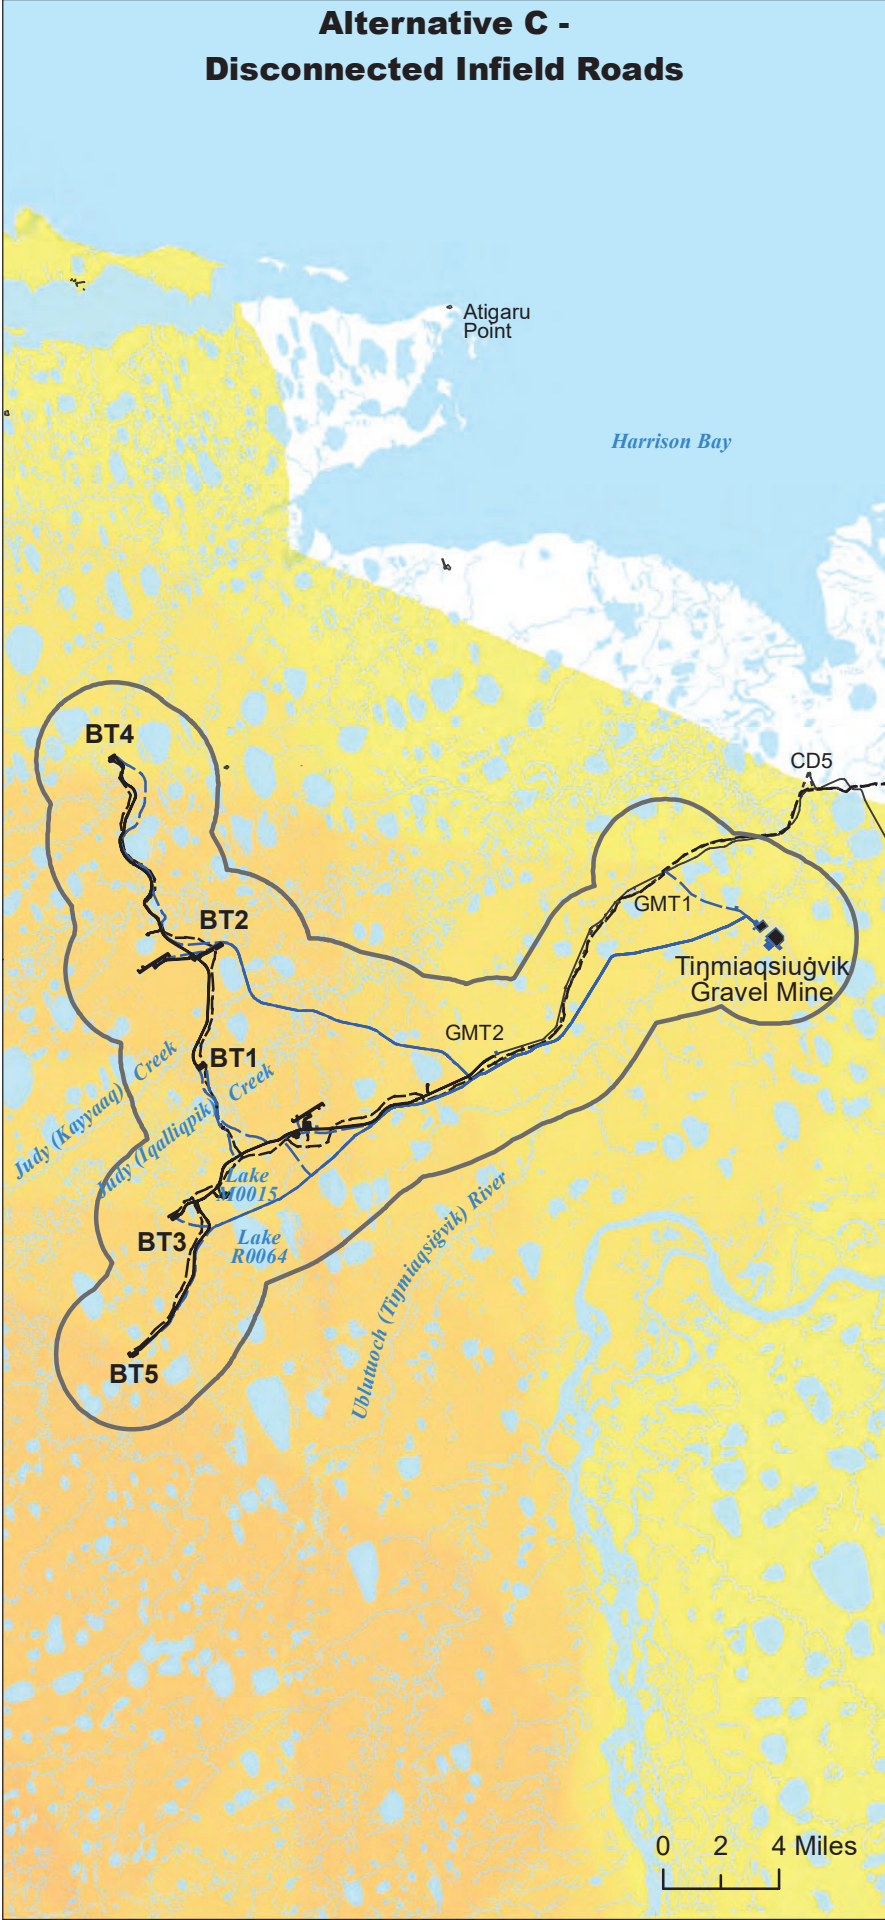 Alternative C -
Disconnected Infield Roads
Atigaru
Point
Harrison Bay
BT4
CD5
GMT1
BT2
Tiŋmiaqsiuġvik
Gravel Mine
GMT2
BT1
Judy (Kayyaaq) Creek
Judy (Iqalliqpik) Creek
Lake
M0015
BT3
Lake
R0064
Ublutuoch (Tiŋmiaqsiġvik) River
BT5
0 2 4 Miles